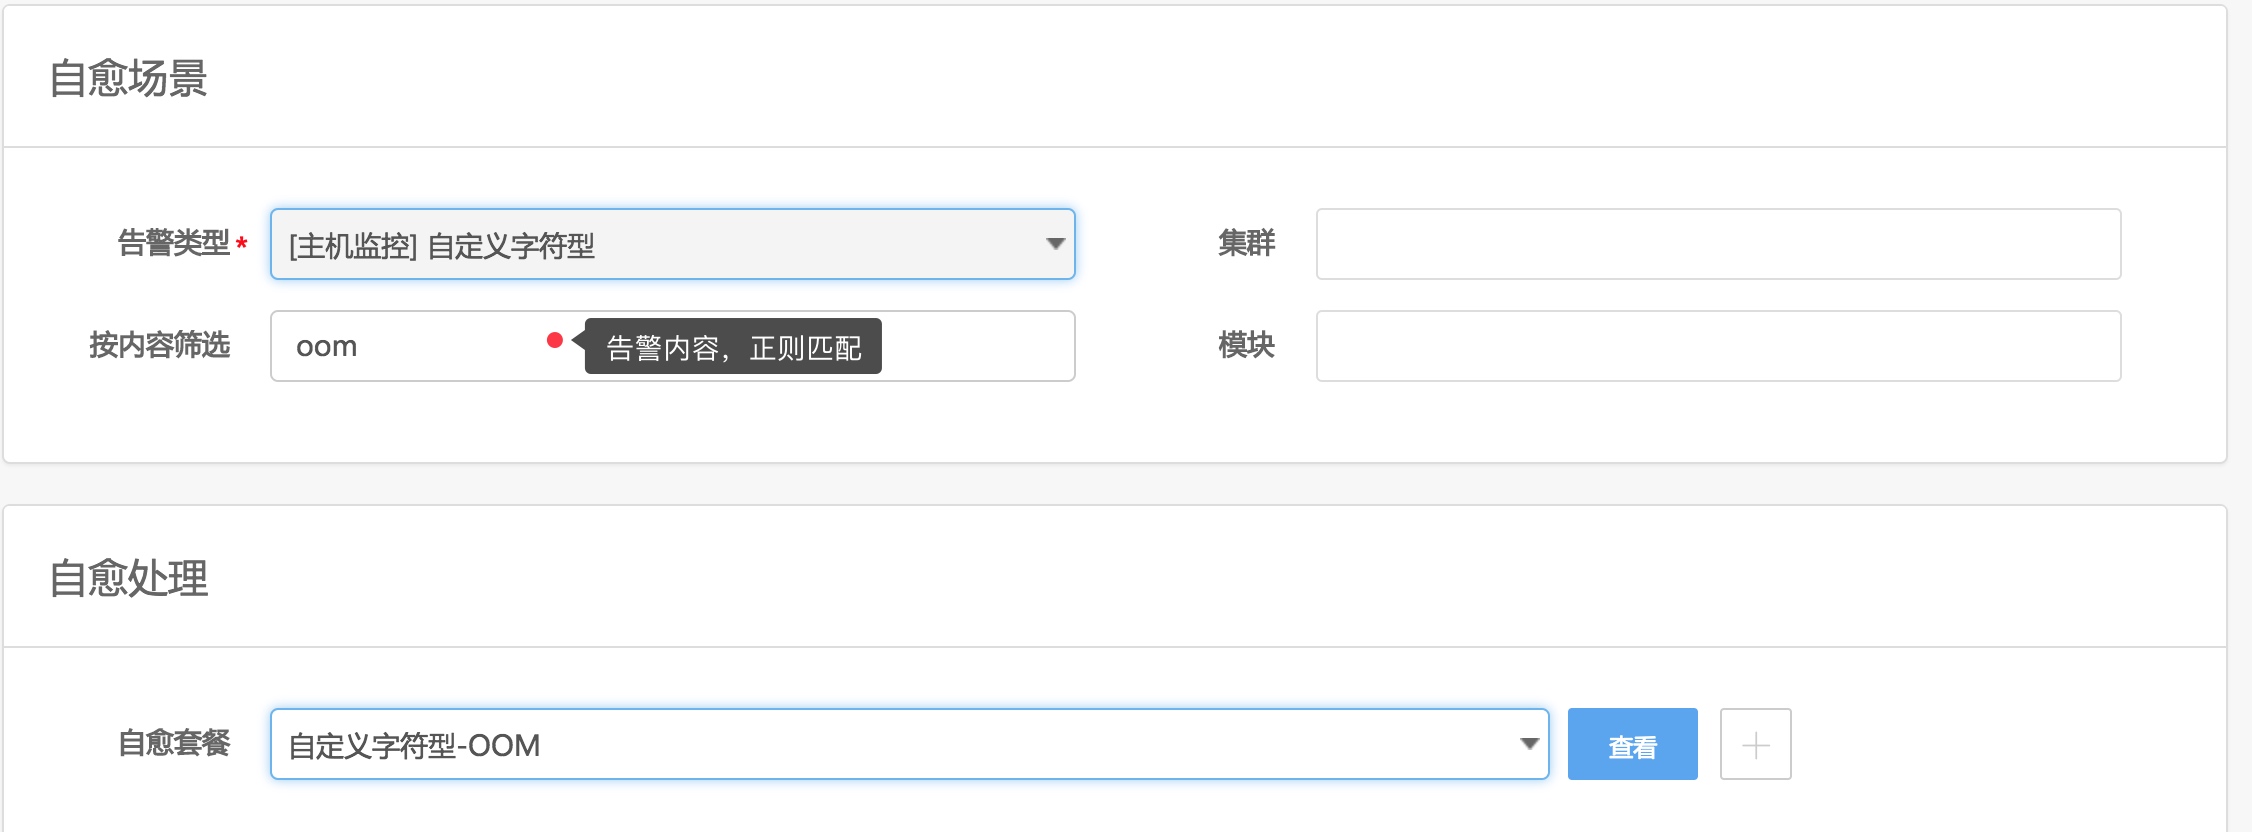 自愈场景
告警类型*
[主机监控] 自定义字符型
集群
按内容筛选
oom
告警内容，正则匹配
模块
自愈处理
自愈套餐
自定义字符型-OOM
查看